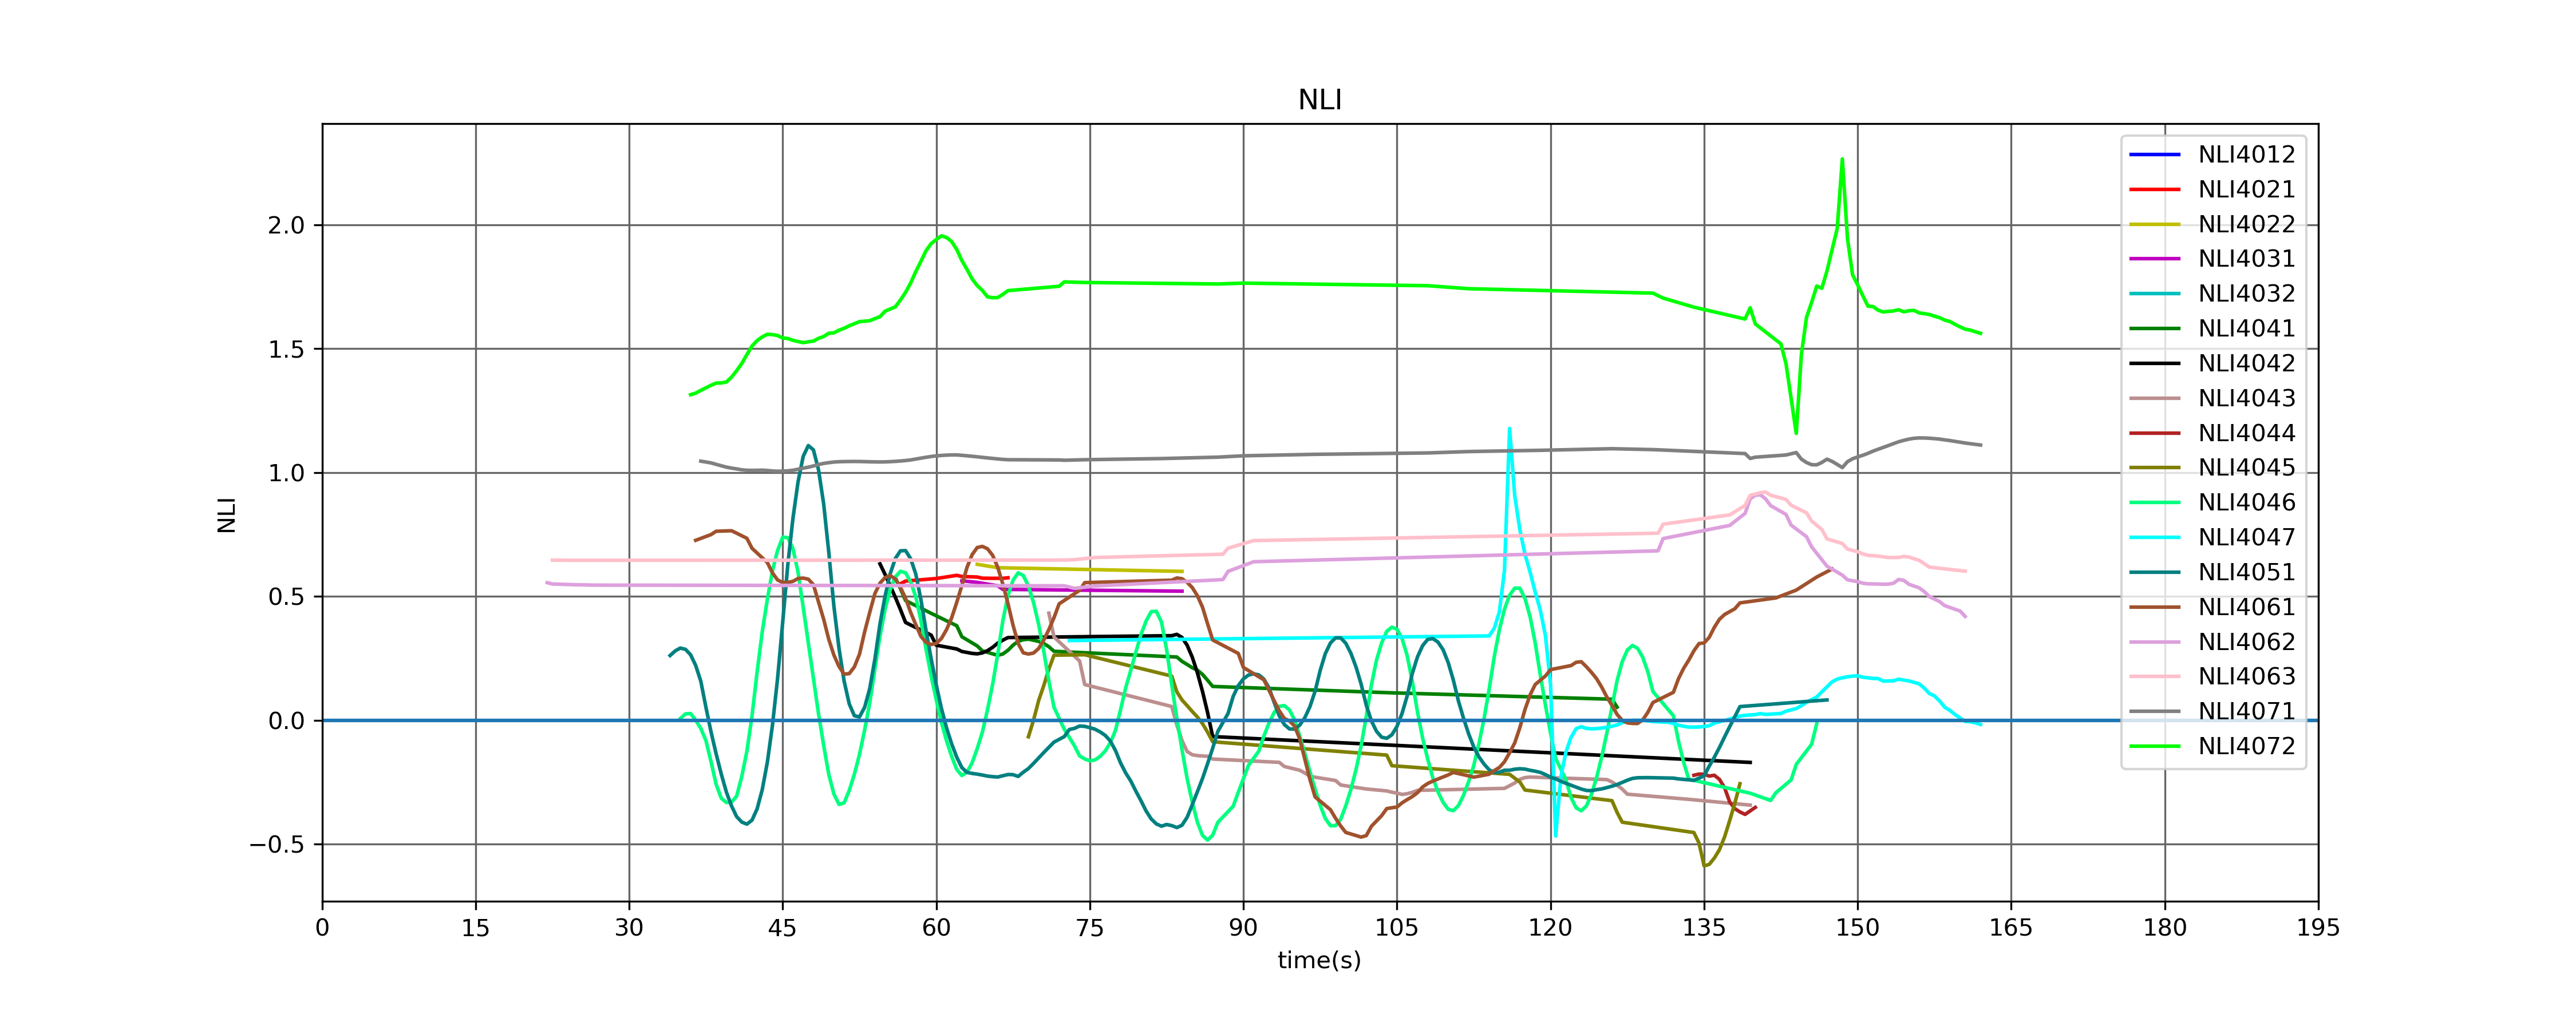 NLI
NLI
2.0
1.5
1.0
0.5
0.0
−0.5
0 15 30 45 60 75 90 105 120 135 150 165 180 195
time(s)
NLI4012
NLI4021
NLI4022
NLI4031
NLI4032
NLI4041
NLI4042
NLI4043
NLI4044
NLI4045
NLI4046
NLI4047
NLI4051
NLI4061
NLI4062
NLI4063
NLI4071
NLI4072